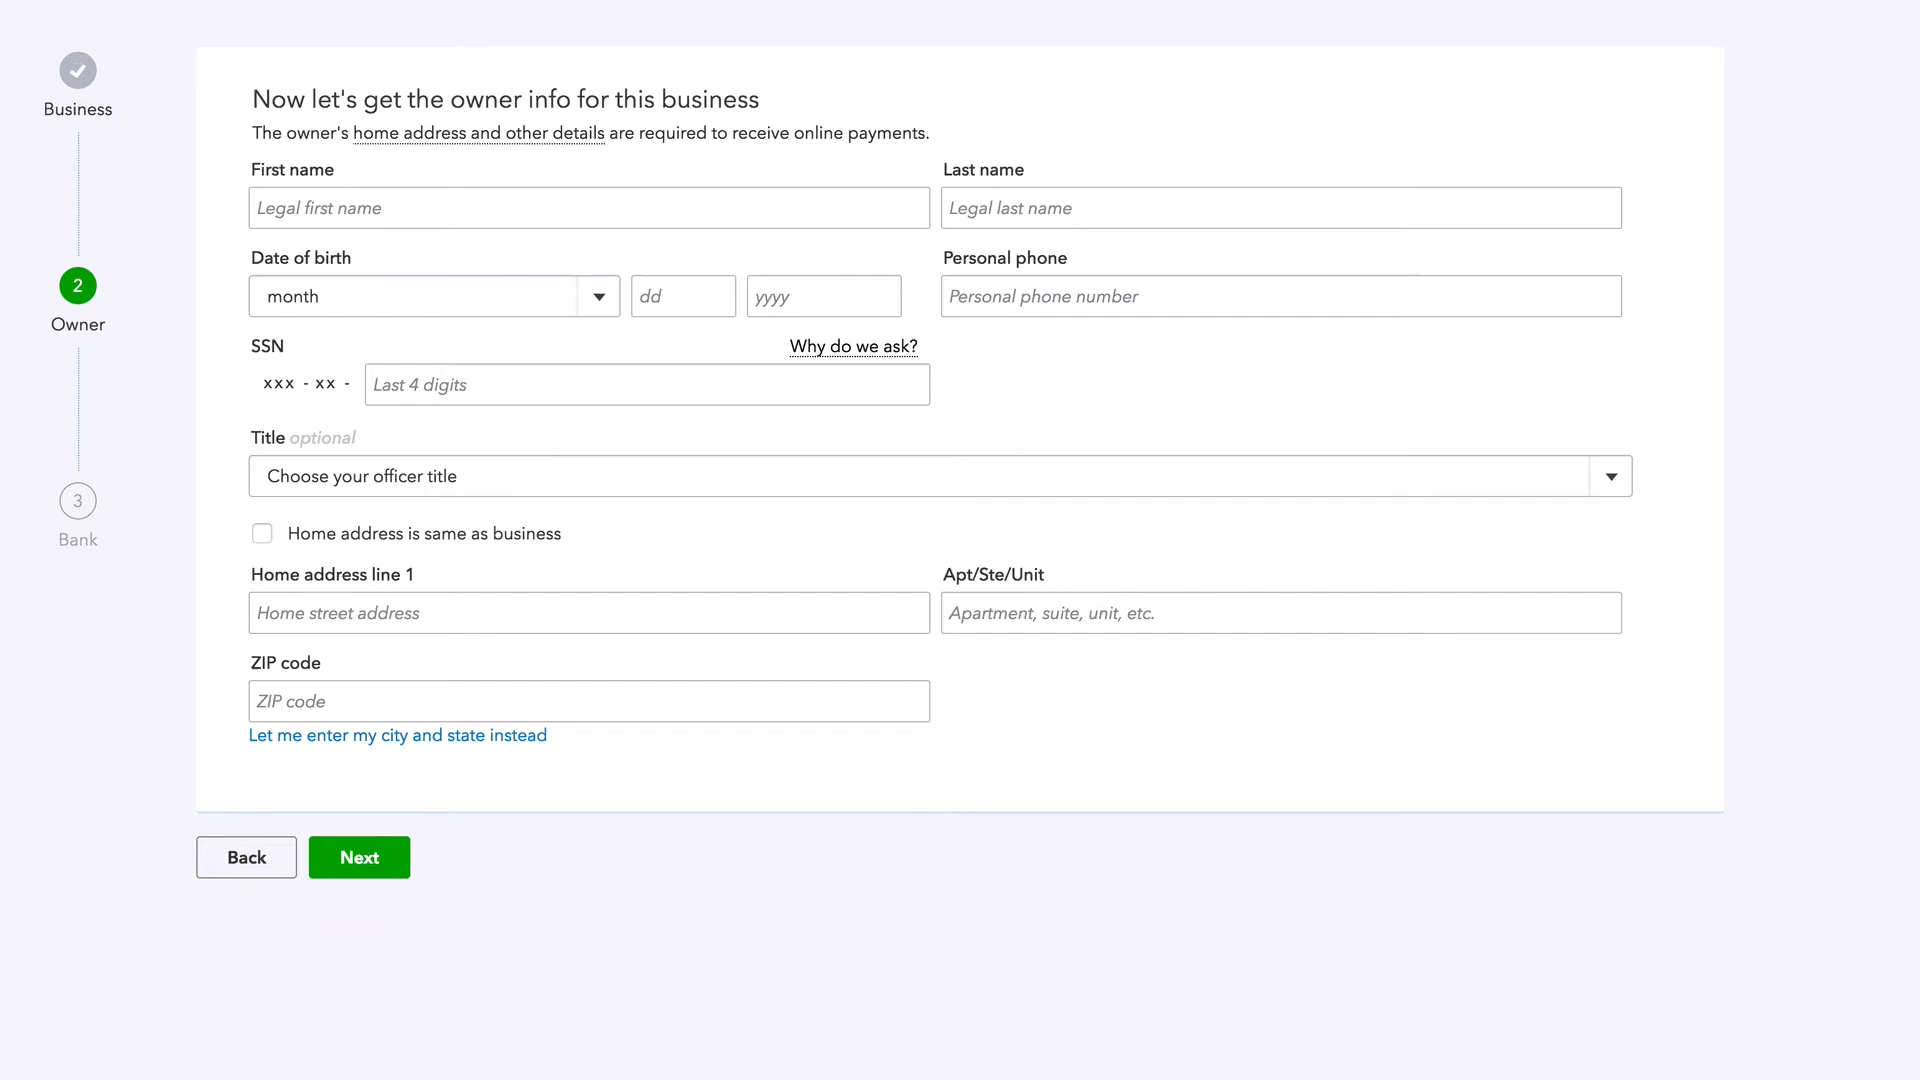 Business
2
Owner
3
Bank
Now let's get the owner info for this business
The owner's home address and other details are required to receive online payments.
First name
Last name
Legal first name
Legal last name
Date of birth
Personal phone
month
dd
yyyy
Personal phone number
SSN
Why do we ask?
xxx - xx -
Last 4 digits
Title optional
Choose your officer title
Home address is same as business
Home address line 1
Apt/Ste/Unit
Home street address
Apartment, suite, unit, etc.
ZIP code
ZIP code
Let me enter my city and state instead
Back
Next